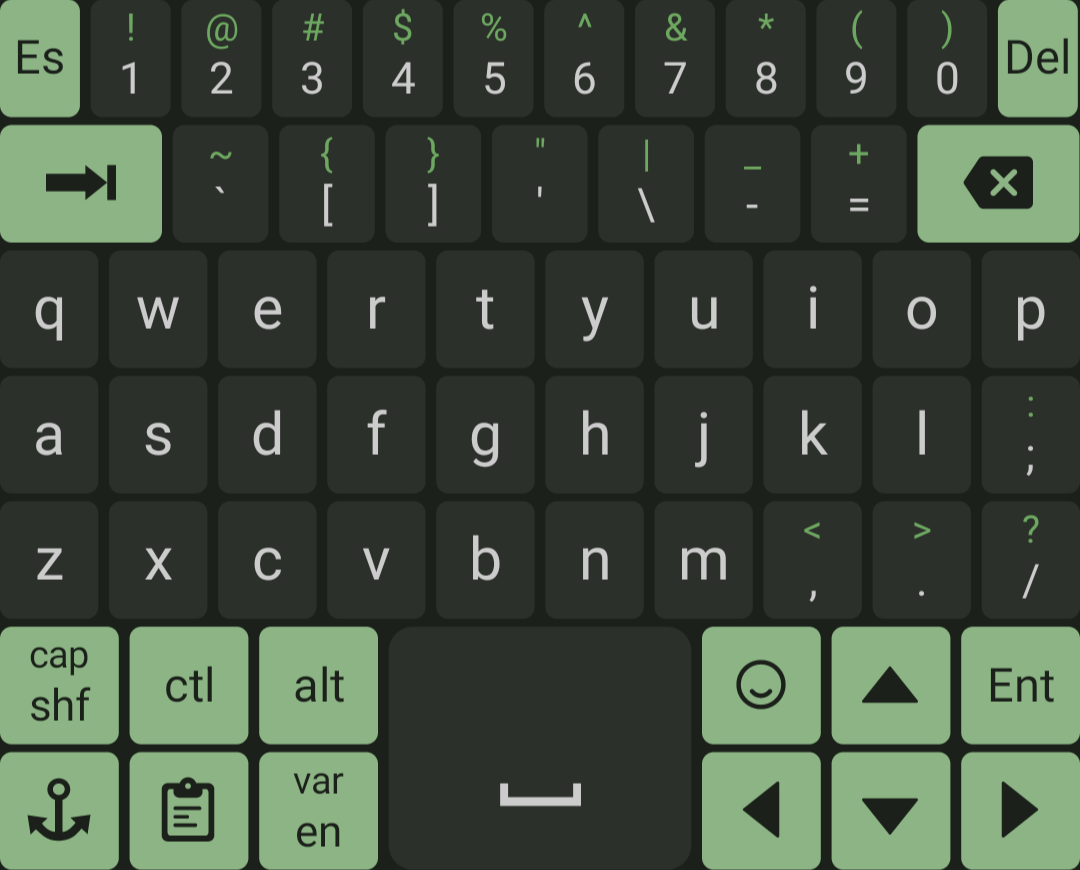 ! @ # $ % ^ & * ( )
Es 1 2 3 4 5 6 7 8 9 0 Del
~ { } " | _ +
` [ ] ' \ - =
q w e r t y u i o p
:
a s d f g h j k l ;
< > ?
z x c v b n m , . /
cap
shf ctl alt Ent
var
en